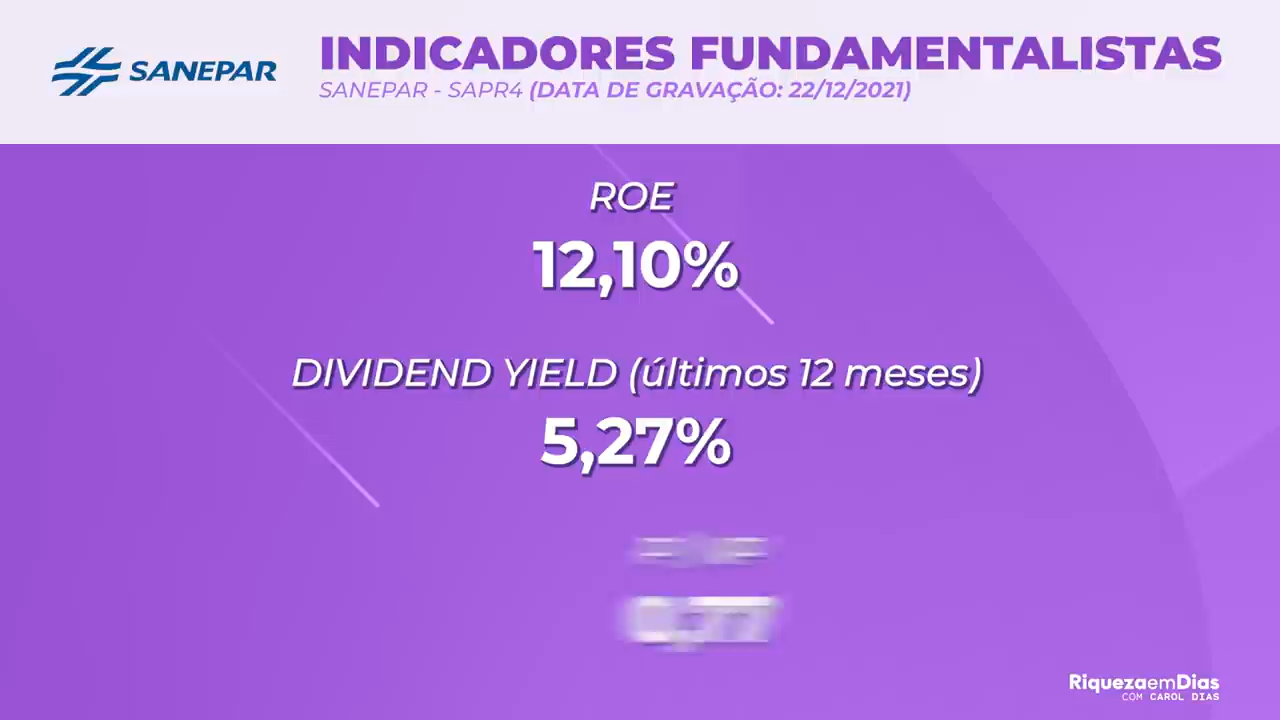 SANEPAR
INDICADORES FUNDAMENTALISTAS
SANEPAR - SAPR4 (DATA DE GRAVAÇÃO: 22/12/2021)
ROE
12,10%
DIVIDEND YIELD (últimos 12 meses)
5,27%
RiquezaemDias
COM CAROL DIAS